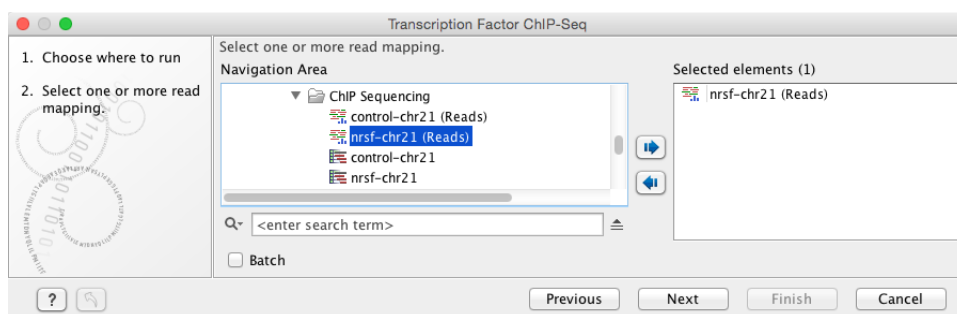 Transcription Factor ChIP-Seq
1. Choose where to run
2. Select one or more read
mapping.
Select one or more read mapping.
Navigation Area
ChIP Sequencing
control-chr21 (Reads)
nrsf-chr21 (Reads)
control-chr21
nrsf-chr21
<enter search term>
Batch
Selected elements (1)
nrsf-chr21 (Reads)
? Previous Next Finish Cancel